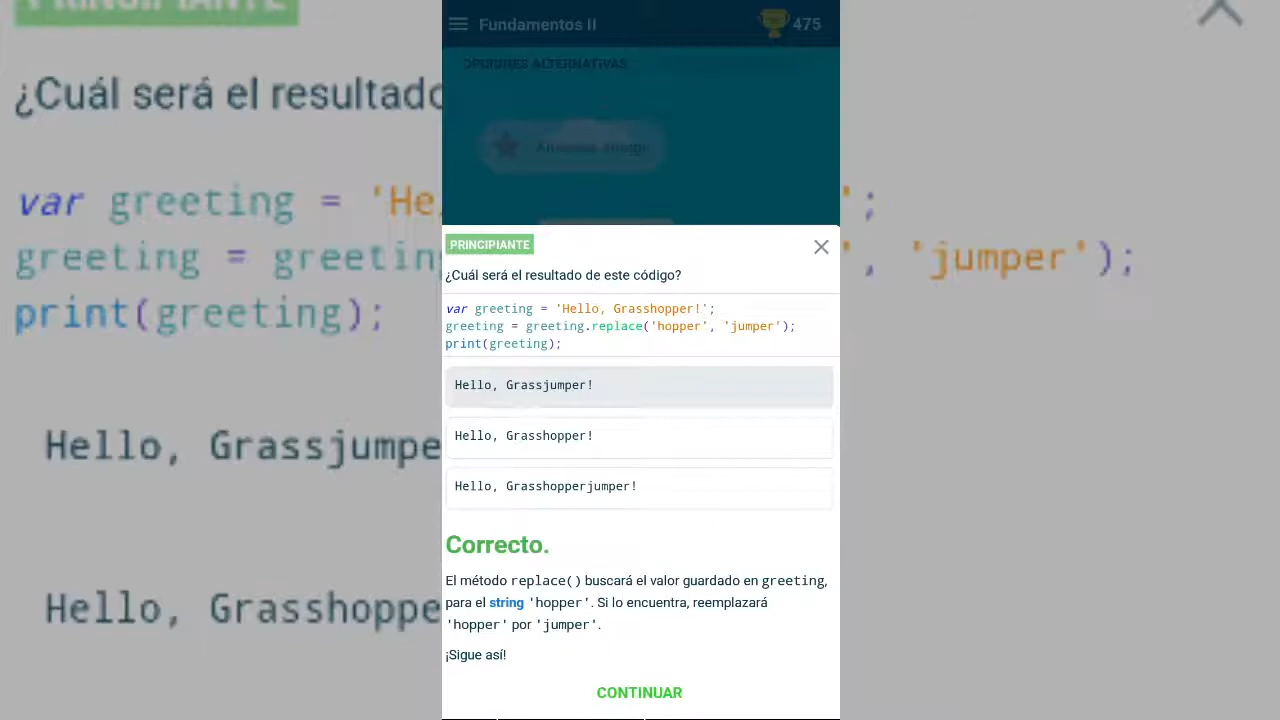 Fundamentos II
475
OPCIONES ALTERNATIVAS
PRINCIPIANTE
¿Cuál será el resultado de este código?
var greeting = 'Hello, Grasshopper!';
greeting = greeting.replace('hopper', 'jumper');
print(greeting);
Hello, Grassjumper!
Hello, Grasshopper!
Hello, Grasshopperjumper!
Correcto.
El método replace() buscará el valor guardado en greeting,
para el string 'hopper'. Si lo encuentra, reemplazará
'hopper' por 'jumper'.
¡Sigue así!
CONTINUAR
PRINCIPIANTE
¿Cuál será el resultado
var greeting = 'He ';
greeting = greeting ', 'jumper');
print(greeting);
Hello, Grassjumpe
Hello, Grasshoppe